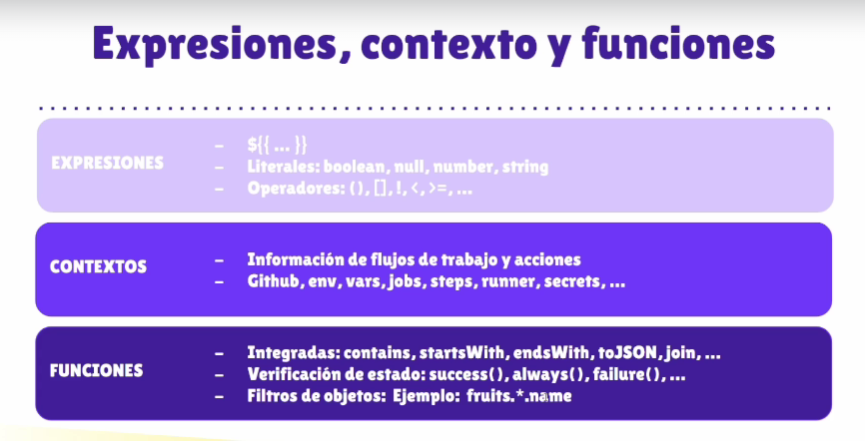 Expresiones, contexto y funciones
EXPRESIONES
- ${{ ... }}
- Literales: boolean, null, number, string
- Operadores: (), [], !, <, >=, ...
CONTEXTOS
- Información de flujos de trabajo y acciones
- Github, env, vars, jobs, steps, runner, secrets, ...
FUNCIONES
- Integradas: contains, startsWith, endsWith, toJSON, join, ...
- Verificación de estado: success(), always(), failure(), ...
- Filtros de objetos: Ejemplo: fruits.*.name